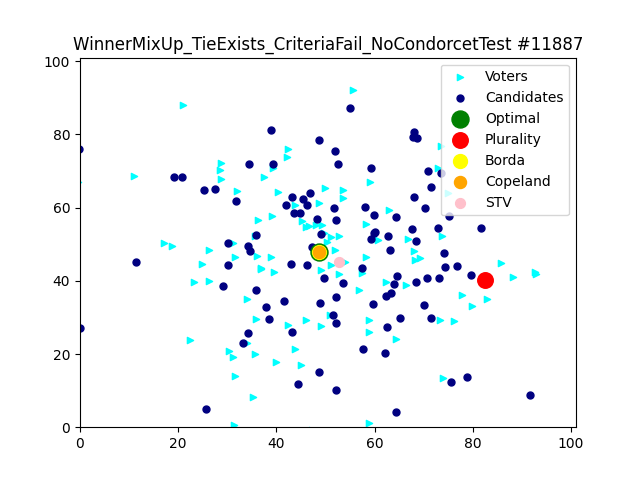 WinnerMixUp_TieExists_CriteriaFail_NoCondorcetTest #11887
100
80
60
40
20
0
0
20
40
60
80
100
Voters
Candidates
Optimal
Plurality
Borda
Copeland
STV